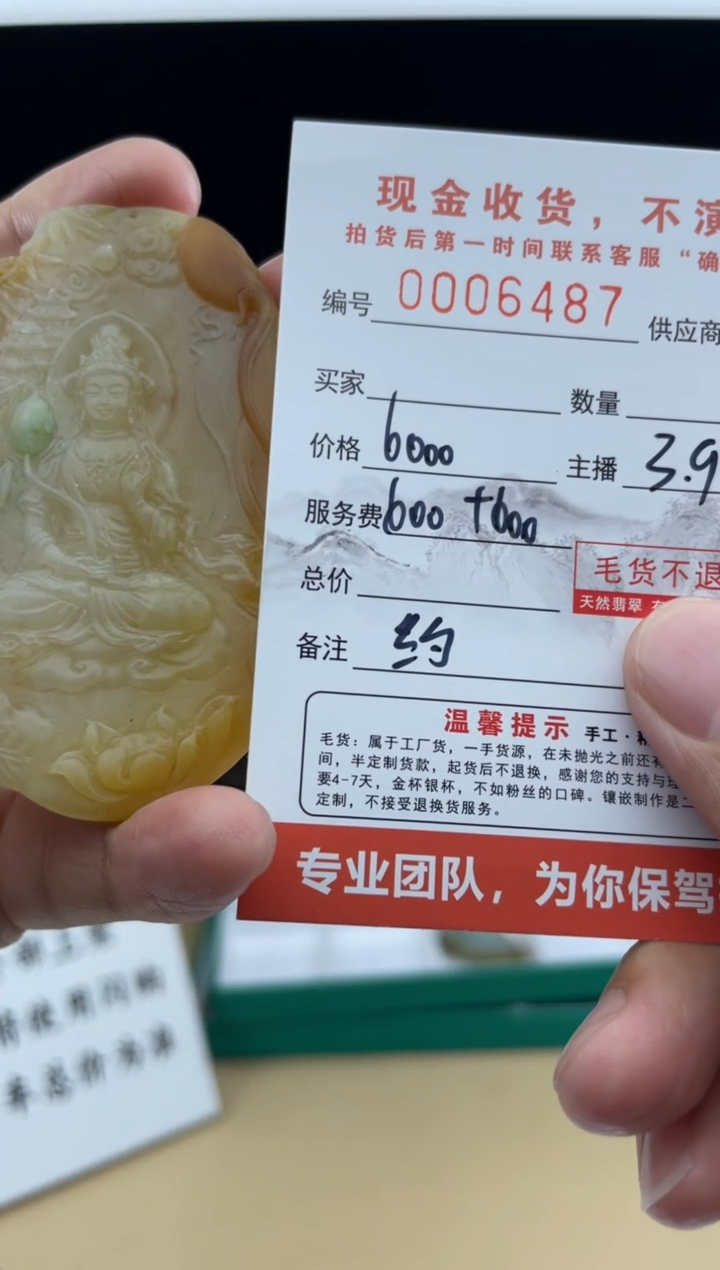 现金收货，不演
拍货后第一时间联系客服“确
编号 0006487 供应商
买家 数量
价格 6000 主播 3.9
服务费 600 +600
毛货不退
总价
天然翡翠
备注 约
温馨提示 手工·
毛货：属于工厂货，一手货源，在未抛光之前还
间，半定制货款，起货后不退换，感谢您的支持与
要4-7天，金杯银杯，不如粉丝的口碑。镶嵌制作是二
定制，不接受退换货服务。
专业团队，为你保驾